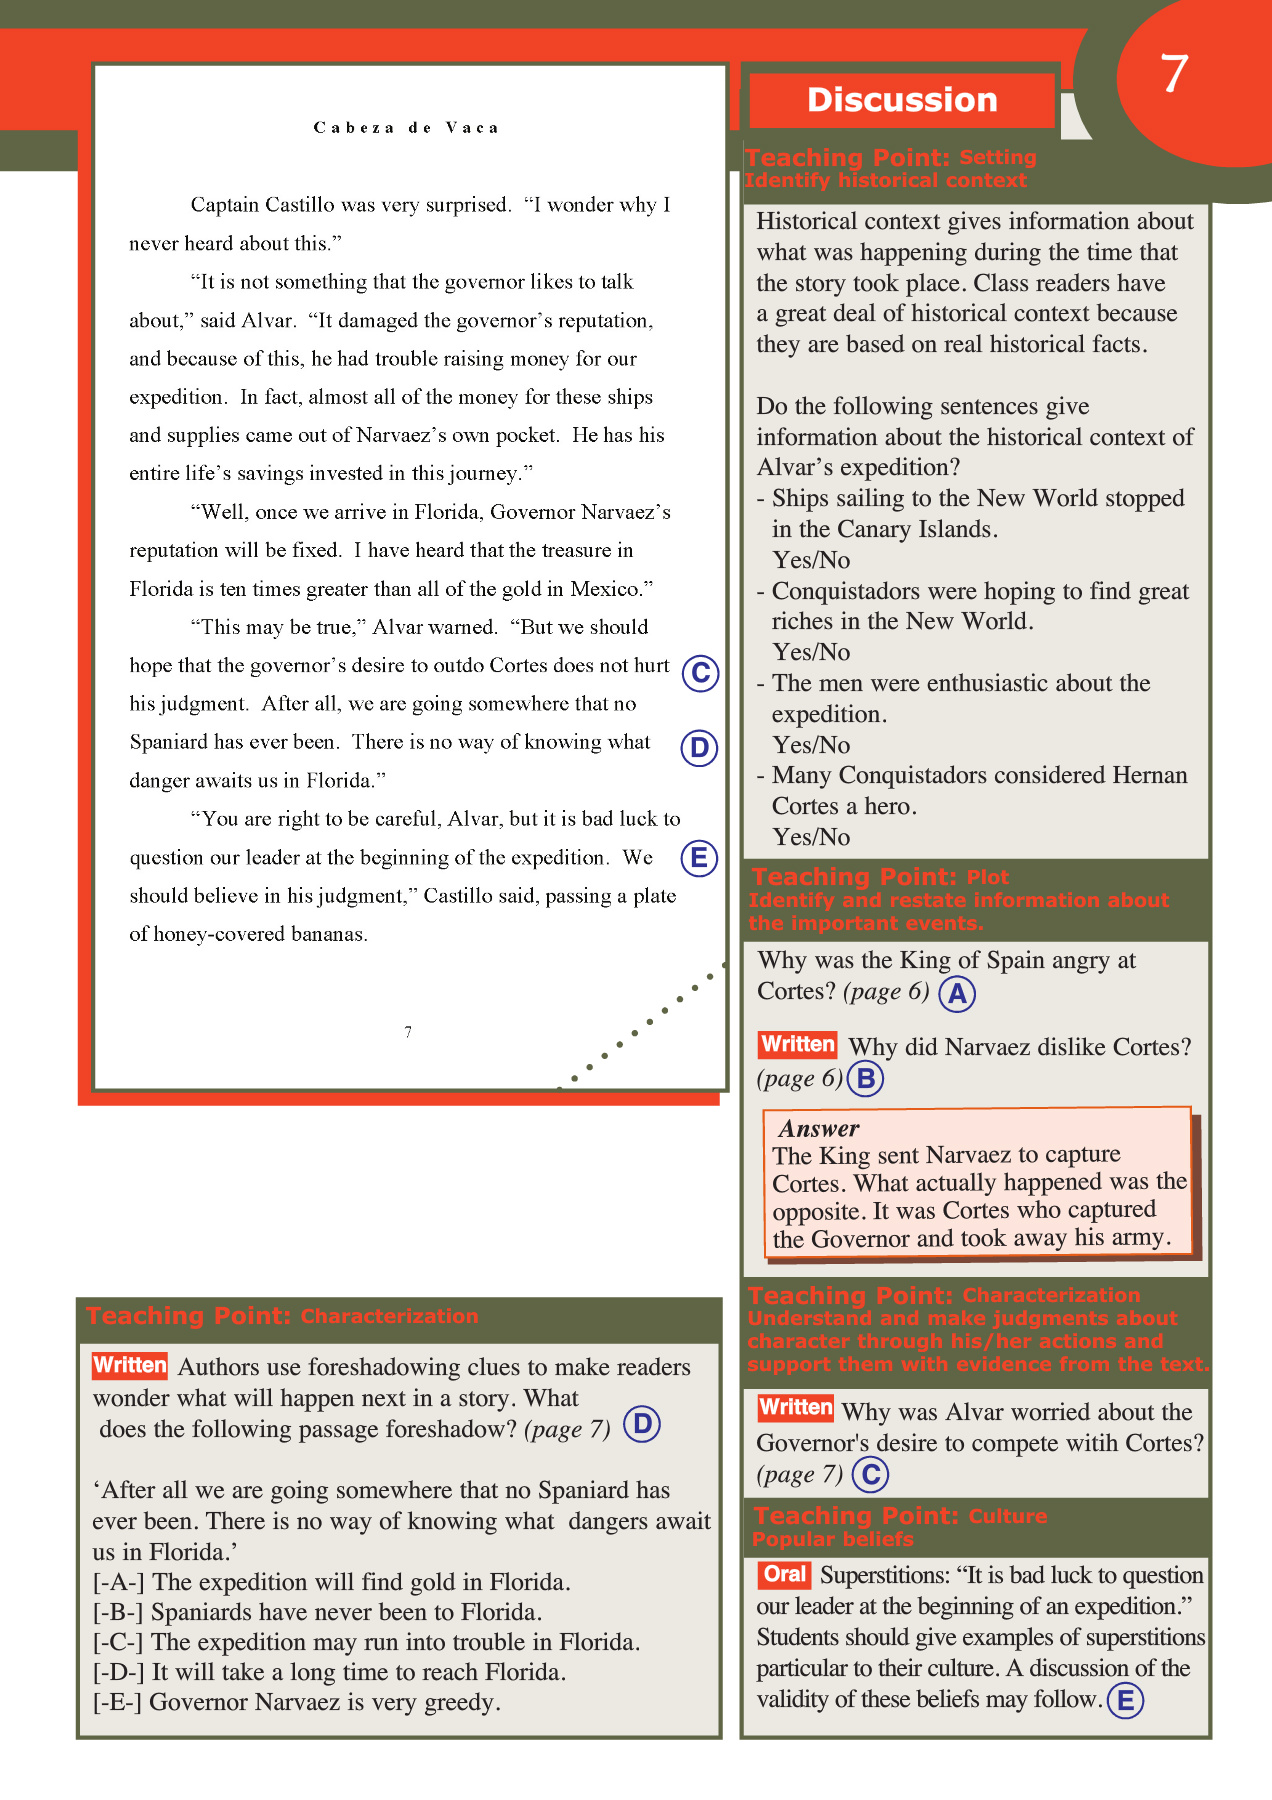 7
Cabeza de Vaca
Captain Castillo was very surprised.  “I wonder why I
never heard about this.”
“It is not something that the governor likes to talk
about,” said Alvar.  “It damaged the governor’s reputation,
and because of this, he had trouble raising money for our
expedition.  In fact, almost all of the money for these ships
and supplies came out of Narvaez’s own pocket.  He has his
entire life’s savings invested in this journey.”
“Well, once we arrive in Florida, Governor Narvaez’s
reputation will be fixed.  I have heard that the treasure in
Florida is ten times greater than all of the gold in Mexico.”
“This may be true,” Alvar warned.  “But we should
hope that the governor’s desire to outdo Cortes does not hurt C
his judgment.  After all, we are going somewhere that no
Spaniard has ever been.  There is no way of knowing what D
danger awaits us in Florida.”
“You are right to be careful, Alvar, but it is bad luck to
question our leader at the beginning of the expedition.  We E
should believe in his judgment,” Castillo said, passing a plate
of honey-covered bananas.
7
Discussion
Teaching Point: Setting
Identify historical context
Historical context gives information about
what was happening during the time that
the story took place. Class readers have
a great deal of historical context because
they are based on real historical facts.
Do the following sentences give
information about the historical context of
Alvar’s expedition?
- Ships sailing to the New World stopped
in the Canary Islands.
Yes/No
- Conquistadors were hoping to find great
riches in the New World.
Yes/No
- The men were enthusiastic about the
expedition.
Yes/No
- Many Conquistadors considered Hernan
Cortes a hero.
Yes/No
Teaching Point: Plot
Identify and restate information about
the important events.
Why was the King of Spain angry at
Cortes? (page 6) A
Written Why did Narvaez dislike Cortes?
(page 6) B
Answer
The King sent Narvaez to capture
Cortes. What actually happened was the
opposite. It was Cortes who captured
the Governor and took away his army.
Teaching Point: Characterization
Understand and make judgments about
character through his/her actions and
support them with evidence from the text.
Written Why was Alvar worried about the
Governor's desire to compete witih Cortes?
(page 7) C
Teaching Point: Culture
Popular beliefs
Oral Superstitions: “It is bad luck to question
our leader at the beginning of an expedition.”
Students should give examples of superstitions
particular to their culture. A discussion of the
validity of these beliefs may follow. E
Teaching Point: Characterization
Written Authors use foreshadowing clues to make readers
wonder what will happen next in a story. What
does the following passage foreshadow? (page 7) D
‘After all we are going somewhere that no Spaniard has
ever been. There is no way of knowing what  dangers await
us in Florida.’
[-A-] The expedition will find gold in Florida.
[-B-] Spaniards have never been to Florida.
[-C-] The expedition may run into trouble in Florida.
[-D-] It will take a long time to reach Florida.
[-E-] Governor Narvaez is very greedy.